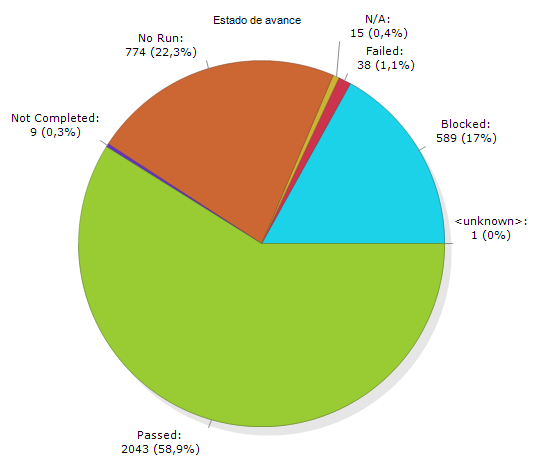 Estado de avance
N/A:
15 (0,4%)
No Run:
774 (22,3%)
Failed:
38 (1,1%)
Not Completed:
9 (0,3%)
Blocked:
589 (17%)
<unknown>:
1 (0%)
Passed:
2043 (58,9%)